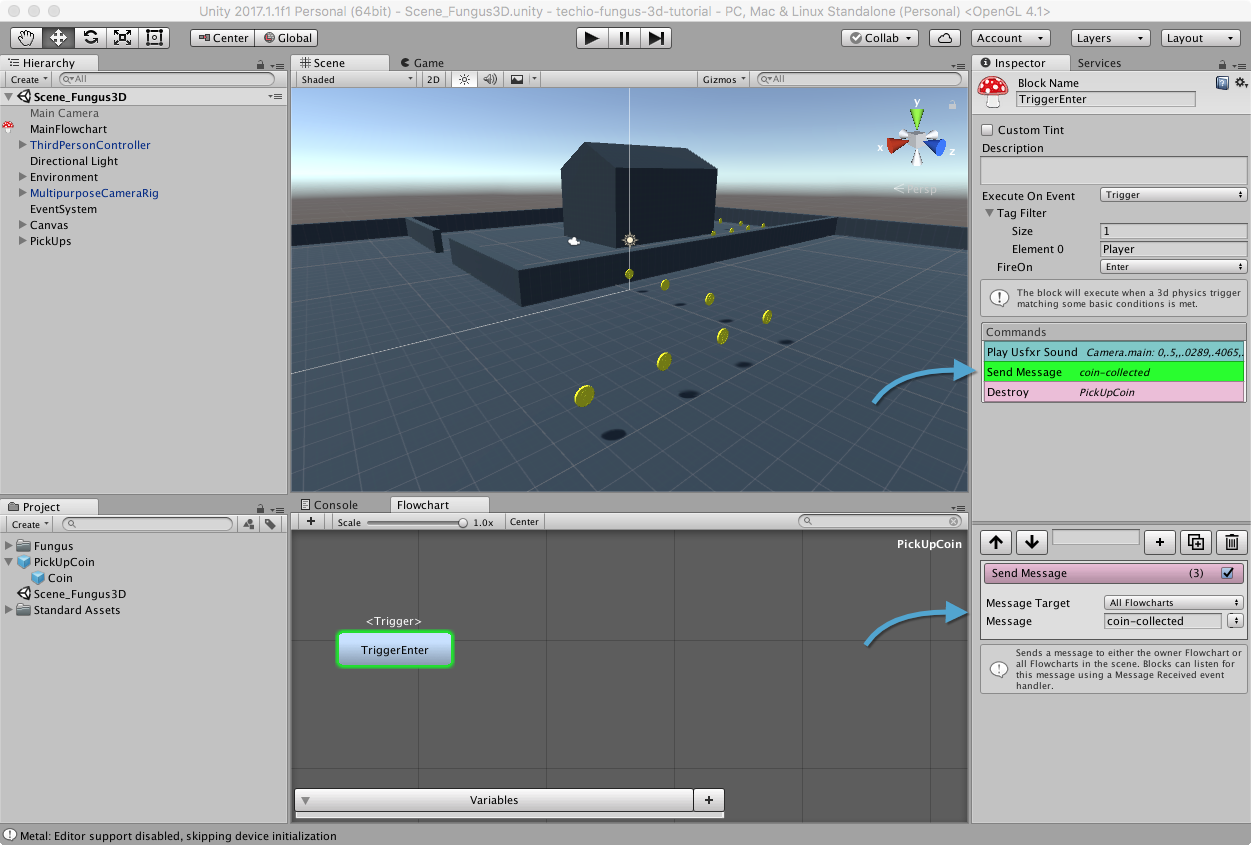 Unity 2017.1.1f1 Personal (64bit) - Scene_Fungus3D.unity - techio-fungus-3d-tutorial - PC, Mac & Linux Standalone (Personal) <OpenGL 4.1>
Center Global Collab Account Layers Layout
Hierarchy
Create All
Scene_Fungus3D
Main Camera
MainFlowchart
ThirdPersonController
Directional Light
Environment
MultipurposeCameraRig
EventSystem
Canvas
PickUps
Scene Game
Shaded 2D Gizmos All
y
x
z
Persp
Inspector Services
Block Name
TriggerEnter
Custom Tint
Description
Execute On Event Trigger
Tag Filter
Size 1
Element 0 Player
FireOn Enter
The block will execute when a 3d physics trigger
matching some basic conditions is met.
Commands
Play Usfxr Sound Camera.main: 0,.5,,.0289,.4065,.
Send Message coin-collected
Destroy PickUpCoin
Project
Create
Fungus
PickUpCoin
Coin
Scene_Fungus3D
Standard Assets
Console Flowchart
+ Scale 1.0x Center
PickUpCoin
<Trigger>
TriggerEnter
Variables +
+
Send Message (3)
Message Target All Flowcharts
Message coin-collected
Sends a message to either the owner Flowchart or
all Flowcharts in the scene. Blocks can listen for
this message using a Message Received event
handler.
Metal: Editor support disabled, skipping device initialization